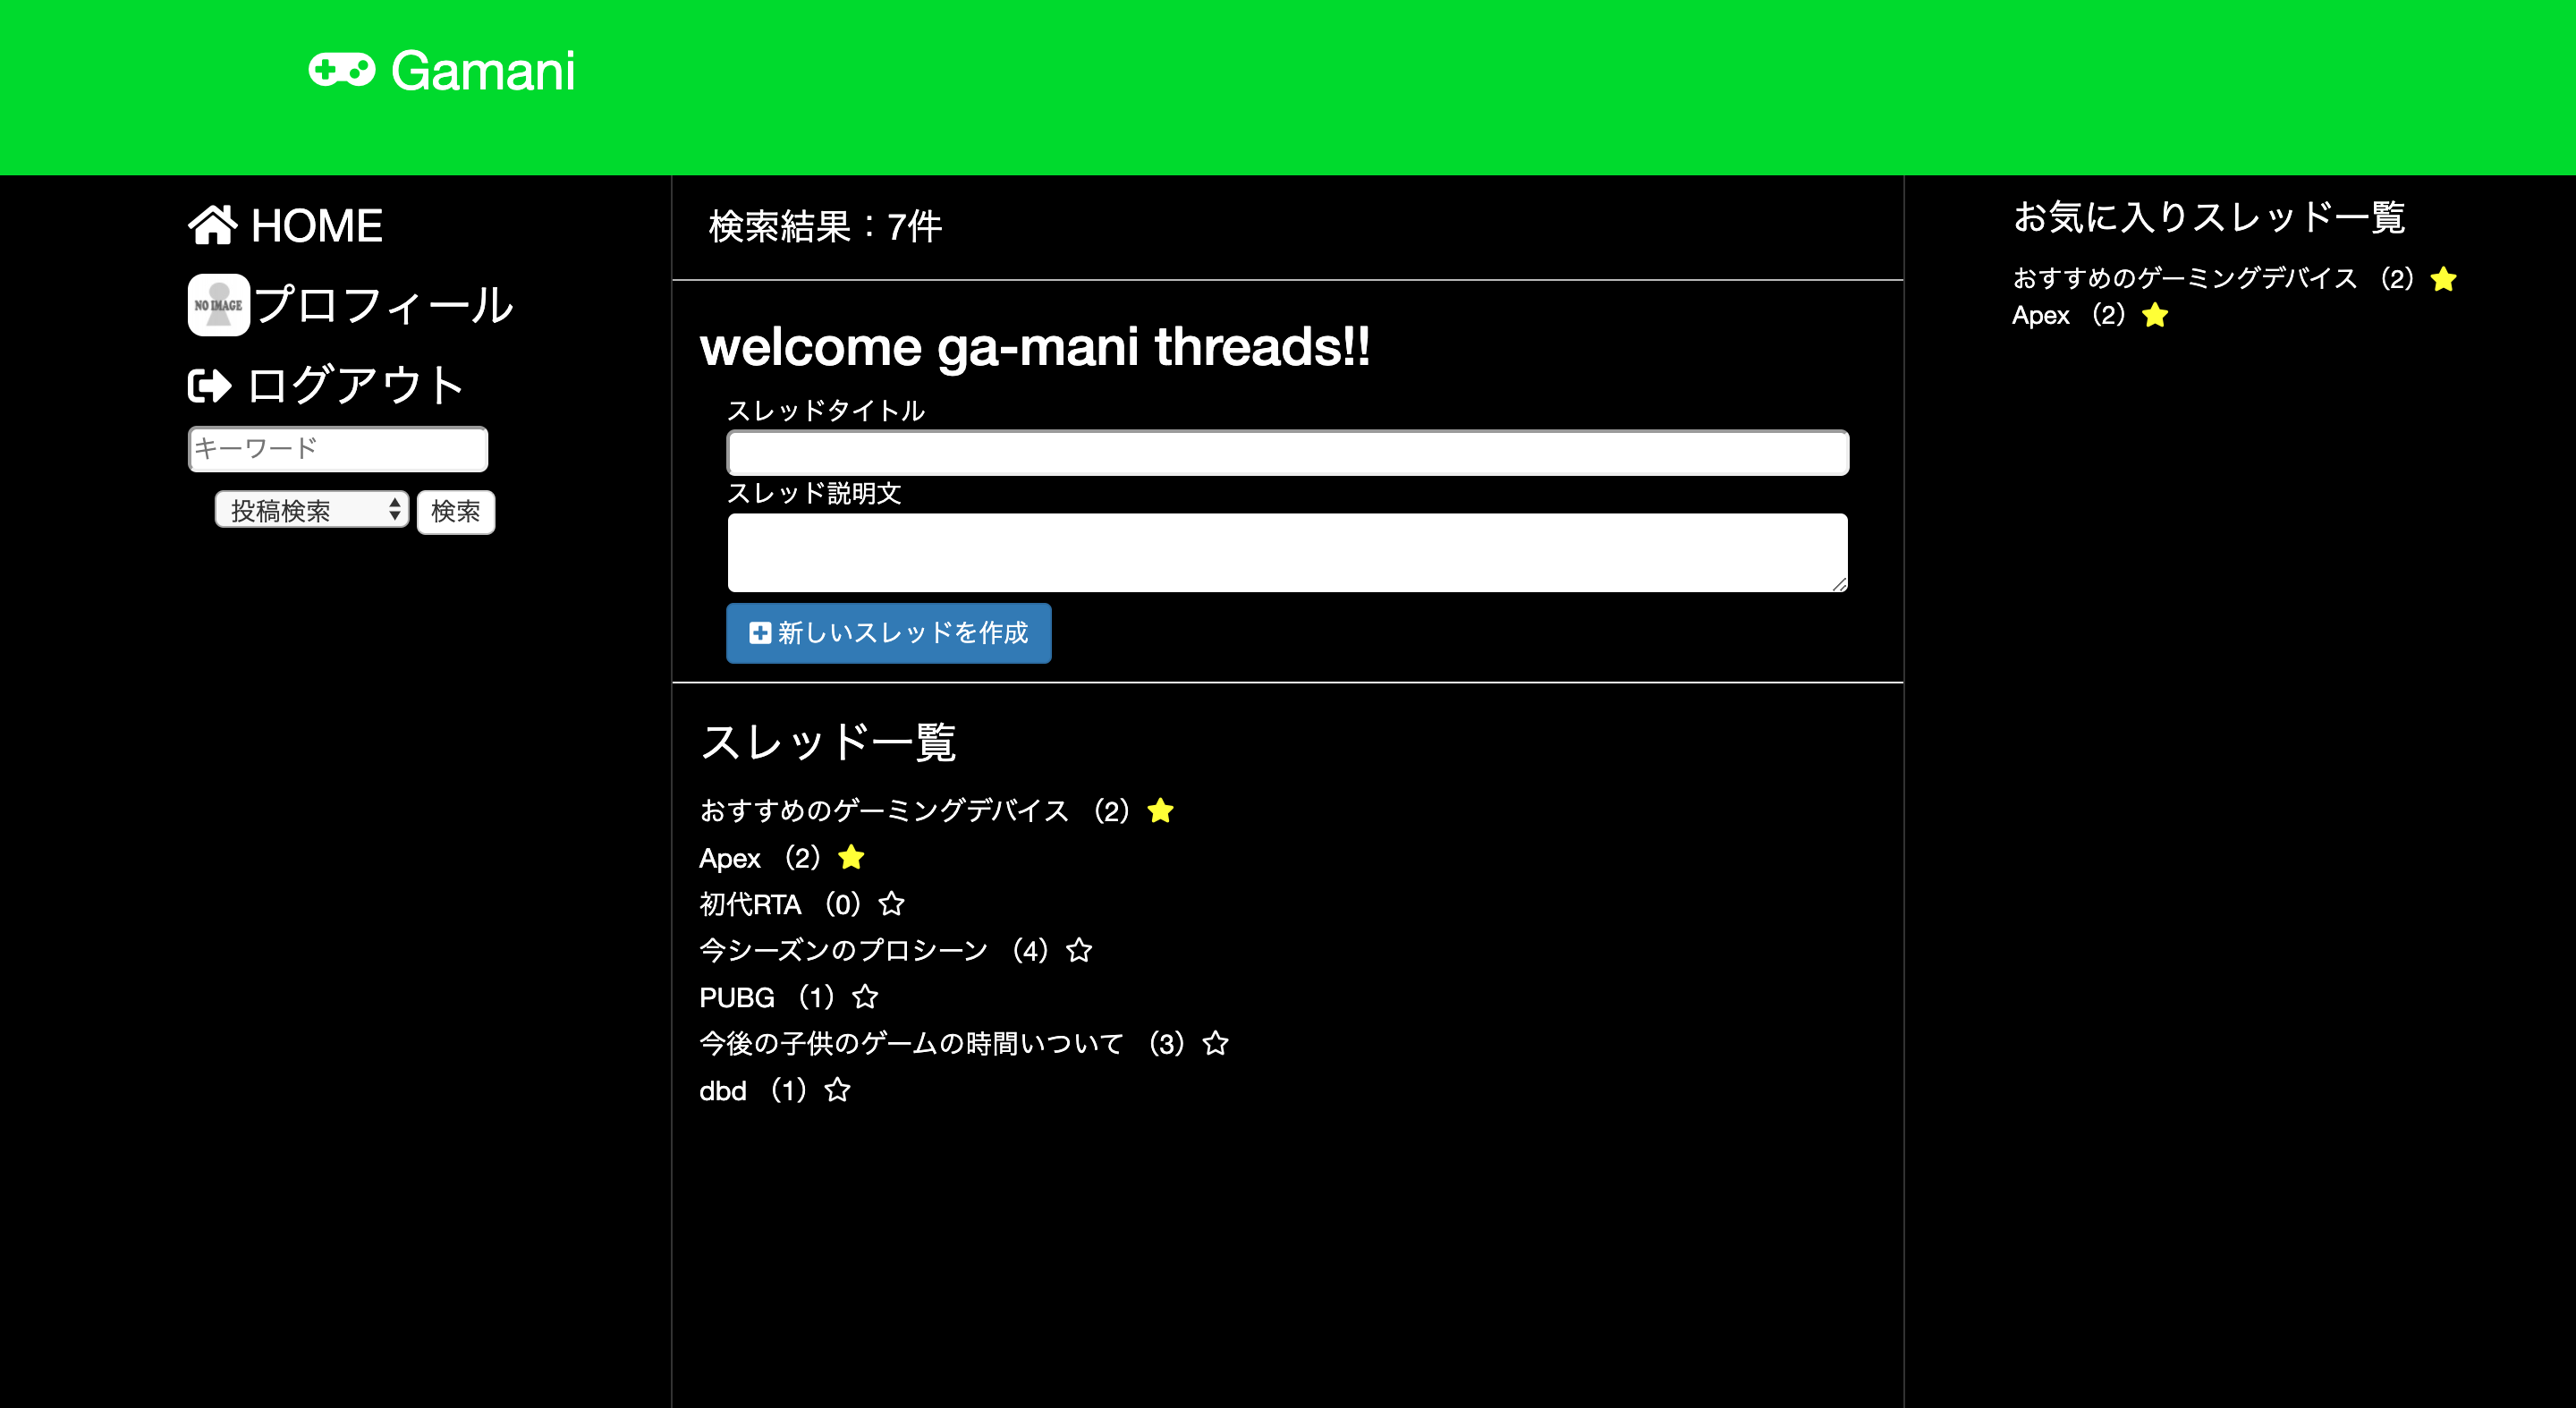 Gamani
HOME
NO IMAGE
プロフィール
ログアウト
キーワード
投稿検索 検索
検索結果：7件
welcome ga-mani threads!!
スレッドタイトル
スレッド説明文
新しいスレッドを作成
スレッド一覧
おすすめのゲーミングデバイス （2）
Apex （2）
初代RTA （0）
今シーズンのプロシーン （4）
PUBG （1）
今後の子供のゲームの時間いついて （3）
dbd （1）
お気に入りスレッド一覧
おすすめのゲーミングデバイス （2）
Apex （2）